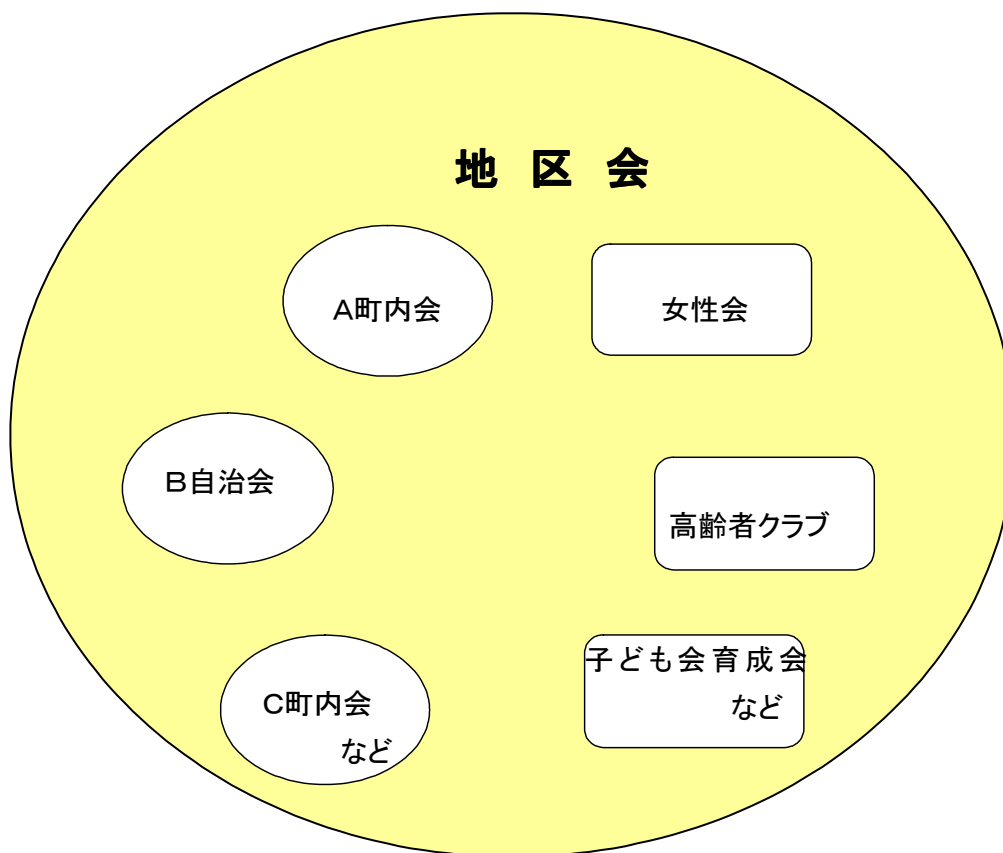 地 区 会
A町内会
女性会
B自治会
高齢者クラブ
C町内会
など
子ども会育成会
など